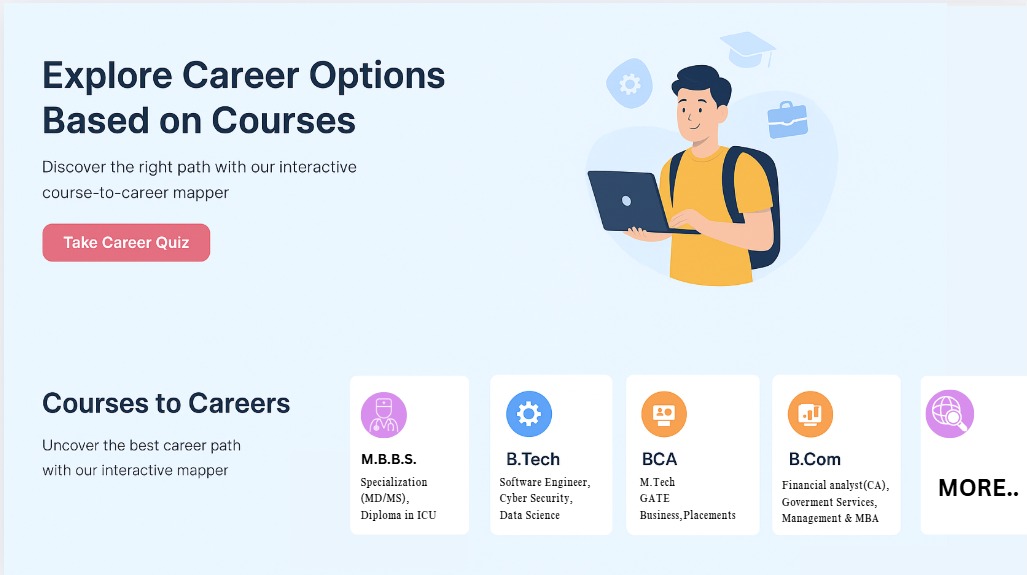 Explore Career Options
Based on Courses
Discover the right path with our interactive
course-to-career mapper
Take Career Quiz
Courses to Careers
Uncover the best career path
with our interactive mapper
M.B.B.S.
Specialization
(MD/MS),
Diploma in ICU
B.Tech
Software Engineer,
Cyber Security,
Data Science
BCA
M.Tech
GATE
Business,Placements
B.Com
Financial analyst(CA),
Goverment Services,
Management & MBA
MORE..